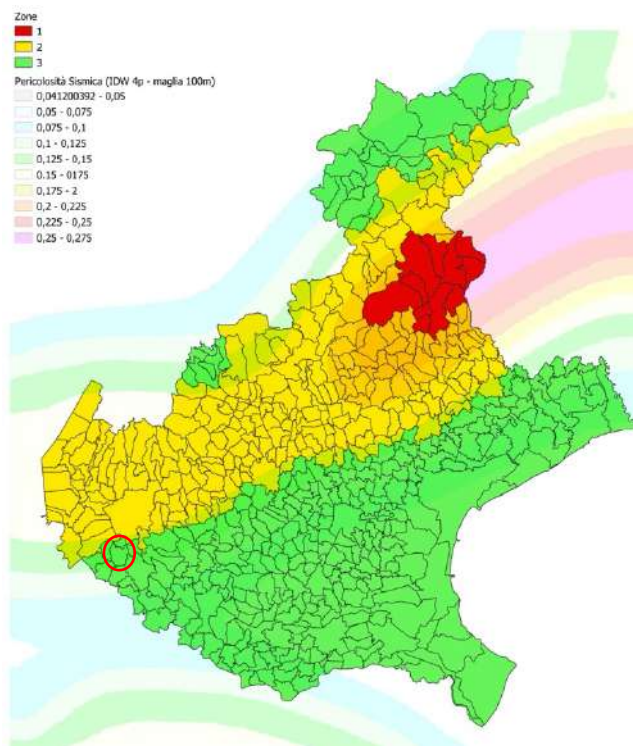 Zone
1
2
3
Pericolosità Sismica (IDW 4p - maglia 100m)
0,041200392 - 0,05
0,05 - 0,075
0,075 - 0,1
0,1 - 0,125
0,125 - 0,15
0.15 - 0175
0,175 - 2
0,2 - 0,225
0,225 - 0,25
0,25 - 0,275